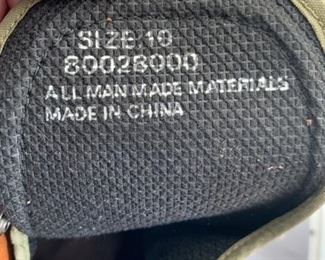 SIZE 10
80028000
ALL MAN MADE MATERIALS
MADE IN CHINA